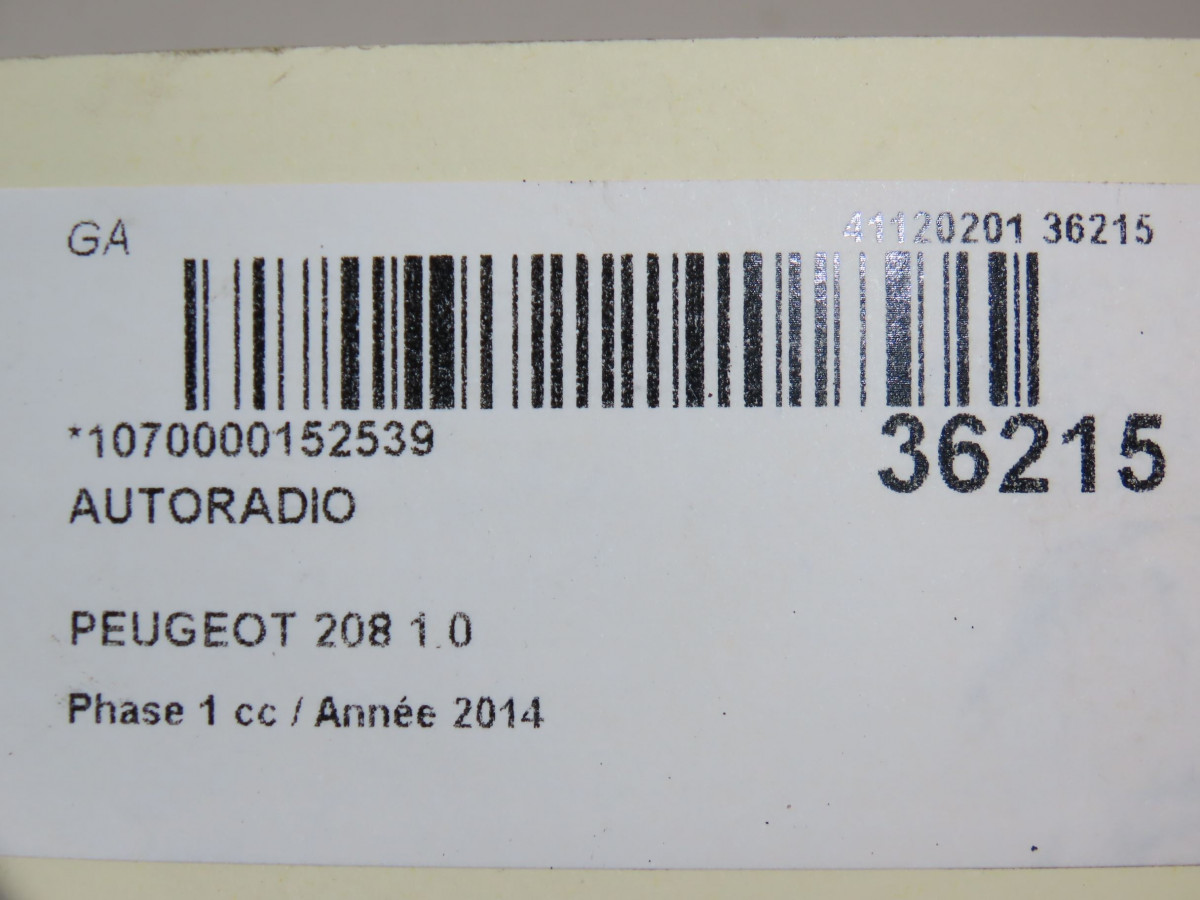 GA
41120201 36215
*1070000152539
36215
AUTORADIO
PEUGEOT 208 1.0
Phase 1 cc / Année 2014